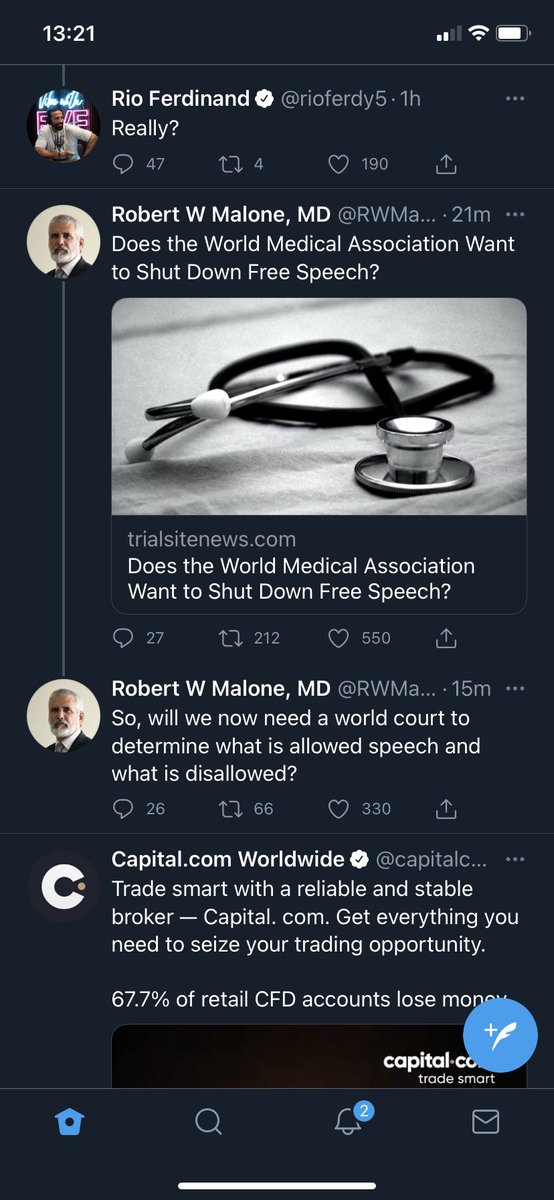 13:21
Rio Ferdinand @rioferdy5 · 1h
Really?
47 4 190
Robert W Malone, MD @RWMa... · 21m
Does the World Medical Association Want
to Shut Down Free Speech?
trialsitenews.com
Does the World Medical Association
Want to Shut Down Free Speech?
27 212 550
Robert W Malone, MD @RWMa... · 15m
So, will we now need a world court to
determine what is allowed speech and
what is disallowed?
26 66 330
Capital.com Worldwide @capitalc...
Trade smart with a reliable and stable
broker — Capital. com. Get everything you
need to seize your trading opportunity.
67.7% of retail CFD accounts lose money
capital.co
trade smart
2